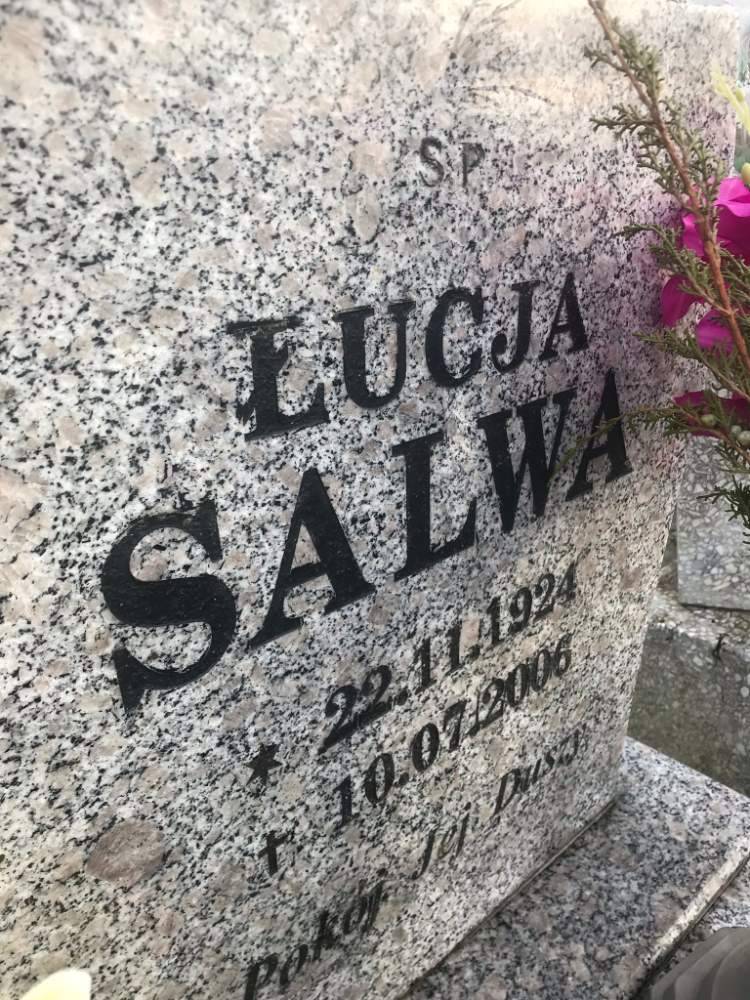 SP
ŁUCJA
SALWA
* 22.11.1924
† 10.07.2006
Pokój Jej Duszy